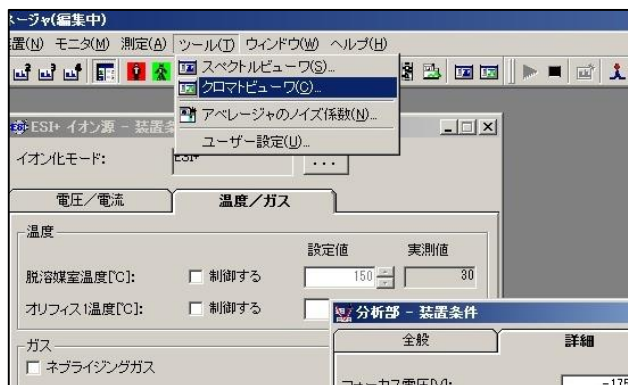 ージャ(編集中)
置(N) モニタ(M) 測定(A) ツール(T) ウィンドウ(W) ヘルプ(H)
スペクトルビューワ(S)...
クロマトビューワ(C)...
アベレージャのノイズ係数(N)...
ユーザー設定(U)...
ESI+ イオン源 - 装置条
イオン化モード: ESI+ ...
電圧/電流 温度/ガス
温度
設定値 実測値
脱溶媒室温度[℃]: 制御する 150 30
オリフィス1温度[℃]: 制御する
分析部 - 装置条件
ガス 全般 詳細
ネブライジングガス
フォーカス電圧[V]: -175